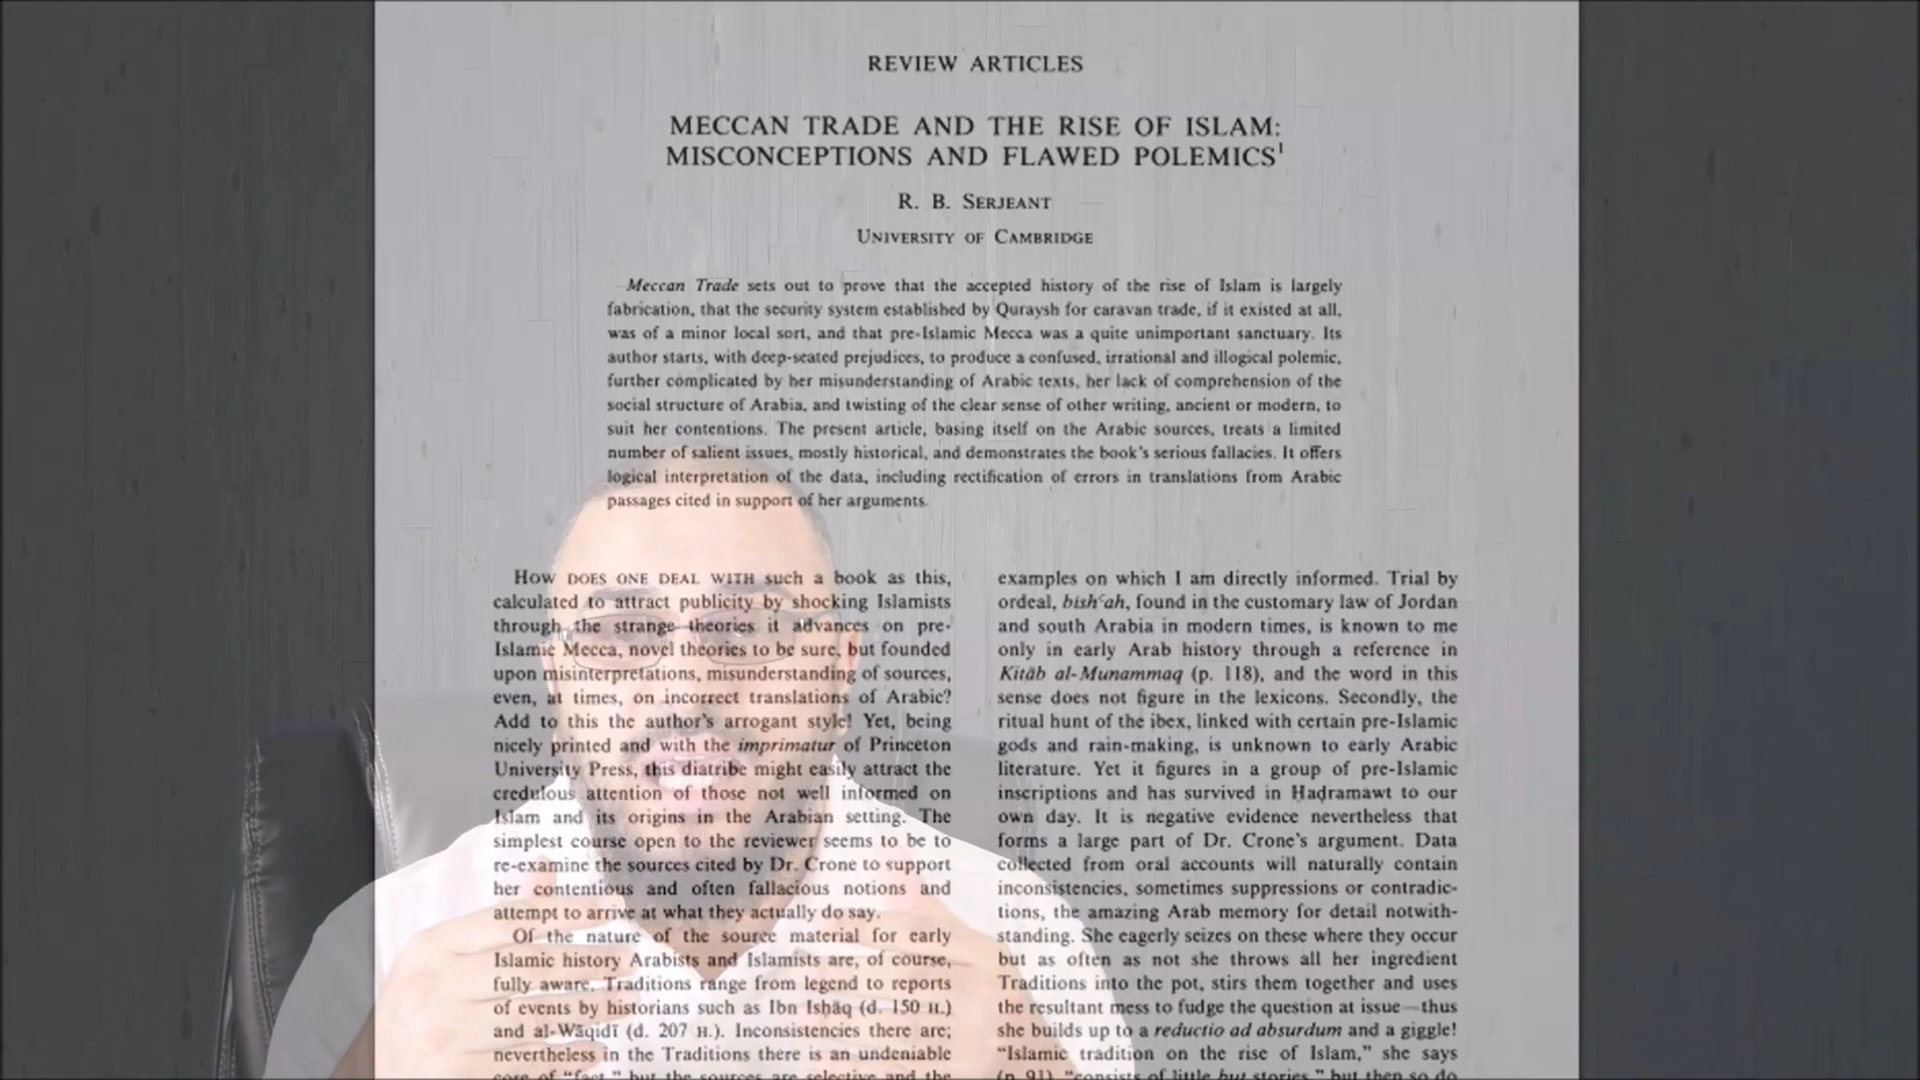 REVIEW ARTICLES
MECCAN TRADE AND THE RISE OF ISLAM:
MISCONCEPTIONS AND FLAWED POLEMICS¹
R. B. SERJEANT
UNIVERSITY OF CAMBRIDGE
Meccan Trade sets out to prove that the accepted history of the rise of Islam is largely
fabrication, that the security system established by Quraysh for caravan trade, if it existed at all,
was of a minor local sort, and that pre-Islamic Mecca was a quite unimportant sanctuary. Its
author starts, with deep-seated prejudices, to produce a confused, irrational and illogical polemic,
further complicated by her misunderstanding of Arabic texts, her lack of comprehension of the
social structure of Arabia, and twisting of the clear sense of other writing, ancient or modern, to
suit her contentions. The present article, basing itself on the Arabic sources, treats a limited
number of salient issues, mostly historical, and demonstrates the book's serious fallacies. It offers
logical interpretation of the data, including rectification of errors in translations from Arabic
passages cited in support of her arguments.
HOW DOES ONE DEAL WITH such a book as this,
calculated to attract publicity by shocking Islamists
through the strange theories it advances on pre-
Islamic Mecca, novel theories to be sure, but founded
upon misinterpretations, misunderstanding of sources,
even, at times, on incorrect translations of Arabic?
Add to this the author's arrogant style! Yet, being
nicely printed and with the imprimatur of Princeton
University Press, this diatribe might easily attract the
credulous attention of those not well informed on
Islam and its origins in the Arabian setting. The
simplest course open to the reviewer seems to be to
re-examine the sources cited by Dr. Crone to support
her contentious and often fallacious notions and
attempt to arrive at what they actually do say.
Of the nature of the source material for early
Islamic history Arabists and Islamists are, of course,
fully aware. Traditions range from legend to reports
of events by historians such as Ibn Isḥāq (d. 150 H.)
and al-Wāqidī (d. 207 H.). Inconsistencies there are;
nevertheless in the Traditions there is an undeniable
core of "fact," but the sources are selective and the
examples on which I am directly informed. Trial by
ordeal, bishʿah, found in the customary law of Jordan
and south Arabia in modern times, is known to me
only in early Arab history through a reference in
Kitāb al-Munammaq (p. 118), and the word in this
sense does not figure in the lexicons. Secondly, the
ritual hunt of the ibex, linked with certain pre-Islamic
gods and rain-making, is unknown to early Arabic
literature. Yet it figures in a group of pre-Islamic
inscriptions and has survived in Ḥaḍramawt to our
own day. It is negative evidence nevertheless that
forms a large part of Dr. Crone's argument. Data
collected from oral accounts will naturally contain
inconsistencies, sometimes suppressions or contradic-
tions, the amazing Arab memory for detail notwith-
standing. She eagerly seizes on these where they occur
but as often as not she throws all her ingredient
Traditions into the pot, stirs them together and uses
the resultant mess to fudge the question at issue—thus
she builds up to a reductio ad absurdum and a giggle!
"Islamic tradition on the rise of Islam," she says
(p. 91) "consists of little but stories," but then so do